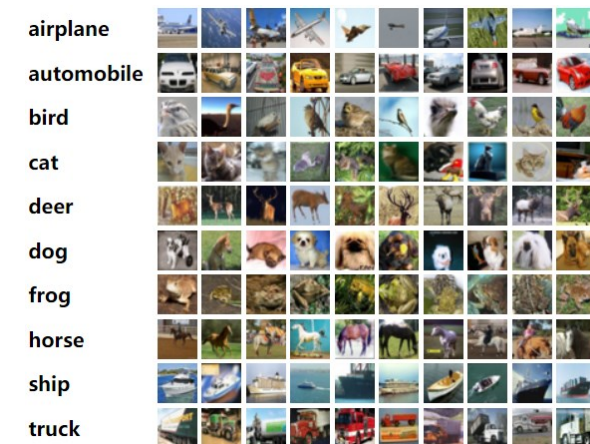 airplane
automobile
bird
cat
deer
dog
frog
horse
ship
truck